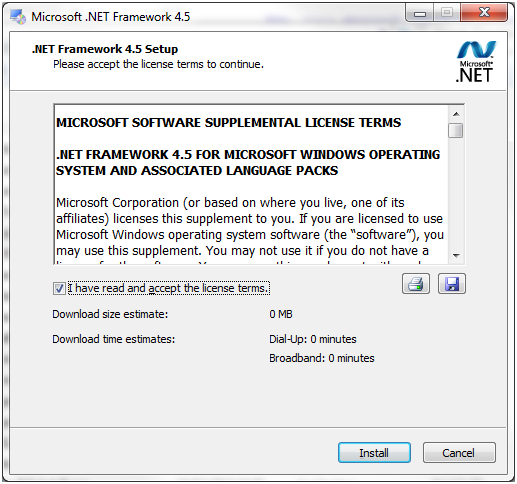 Microsoft .NET Framework 4.5
.NET Framework 4.5 Setup
Please accept the license terms to continue.
Microsoft®
.NET
MICROSOFT SOFTWARE SUPPLEMENTAL LICENSE TERMS
.NET FRAMEWORK 4.5 FOR MICROSOFT WINDOWS OPERATING
SYSTEM AND ASSOCIATED LANGUAGE PACKS
Microsoft Corporation (or based on where you live, one of its
affiliates) licenses this supplement to you. If you are licensed to use
Microsoft Windows operating system software (the “software”), you
may use this supplement. You may not use it if you do not have a
I have read and accept the license terms.
Download size estimate: 0 MB
Download time estimates: Dial-Up: 0 minutes
Broadband: 0 minutes
Install Cancel